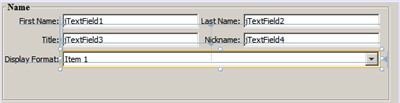 Name
First Name: jTextField1 Last Name: jTextField2
Title: jTextField3 Nickname: jTextField4
Display Format: Item 1